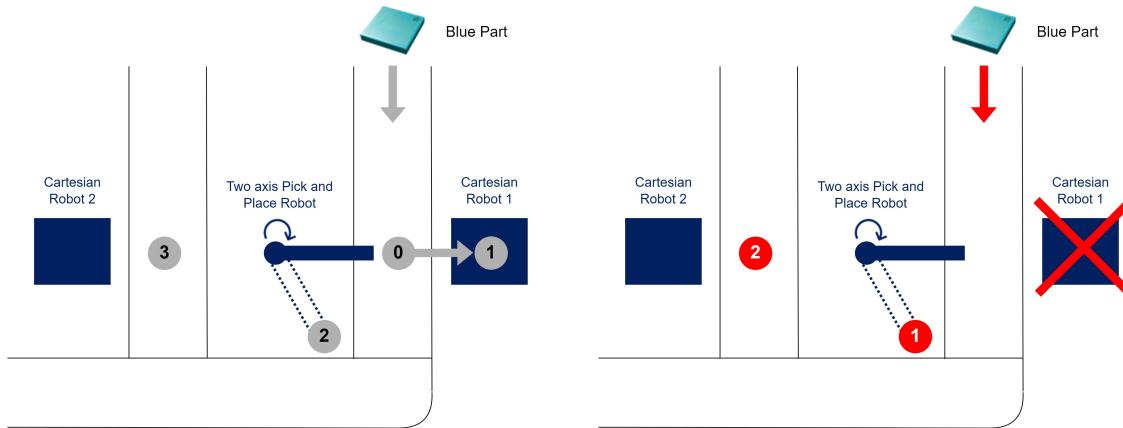 Blue Part
Cartesian
Robot 2
Two axis Pick and
Place Robot
Cartesian
Robot 1
3
0
1
2
Blue Part
Cartesian
Robot 2
Two axis Pick and
Place Robot
Cartesian
Robot 1
2
1